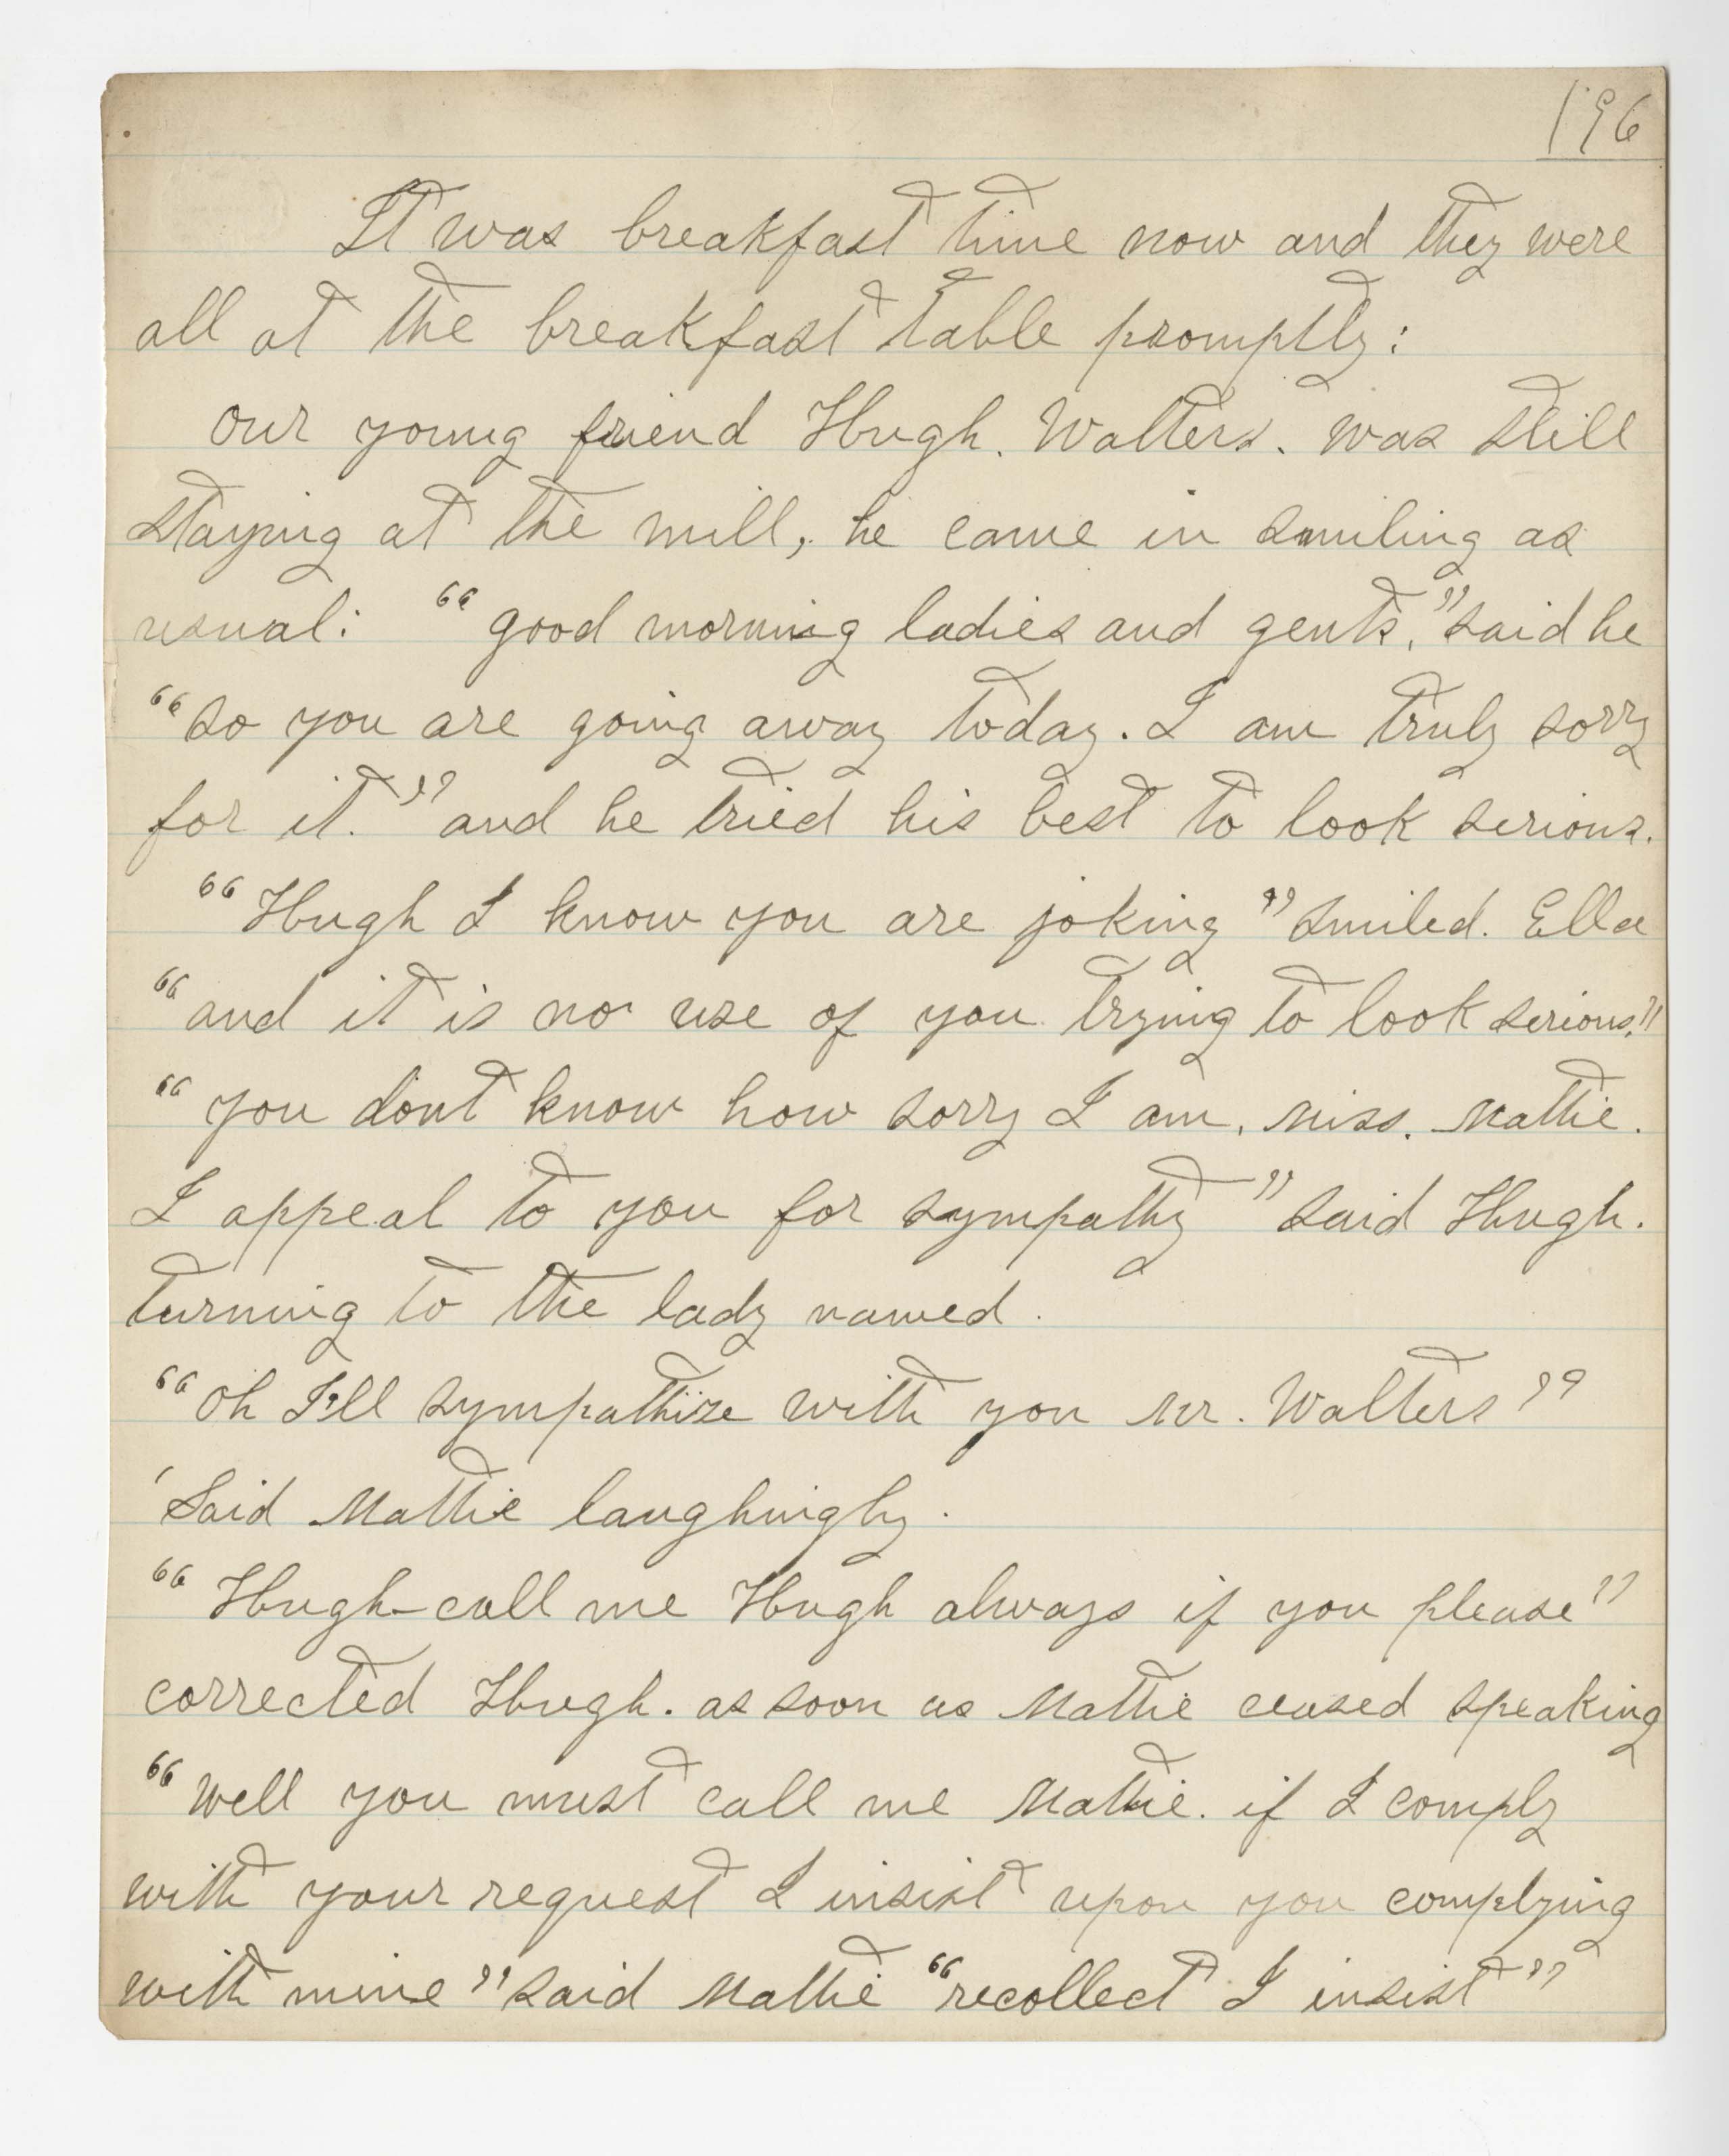 196
It was breakfast time now and they were
all at the breakfast table promptly:
our young friend Hugh. Walters. was still
staying at the mill, he came in smiling as
usual: "good morning ladies and gents," said he
"so you are going away today. I am truly sorry
for it." and he tried his best to look serious.
"Hugh I know you are joking" smiled. Ella
"and it is no use of you trying to look serious."
"you dont know how sorry I am, Miss. Mattie.
I appeal to you for sympathy" said Hugh.
turning to the lady named.
"oh I'll sympathize with you Mr. Walters"
'Said Mattie laughingly.
"Hugh-call me Hugh always if you please"
corrected Hugh. as soon as Mattie ceased speaking
"well you must call me Mattie. if I comply
with your request I insist upon you complying
with mine" said Mattie "recollect I insist"